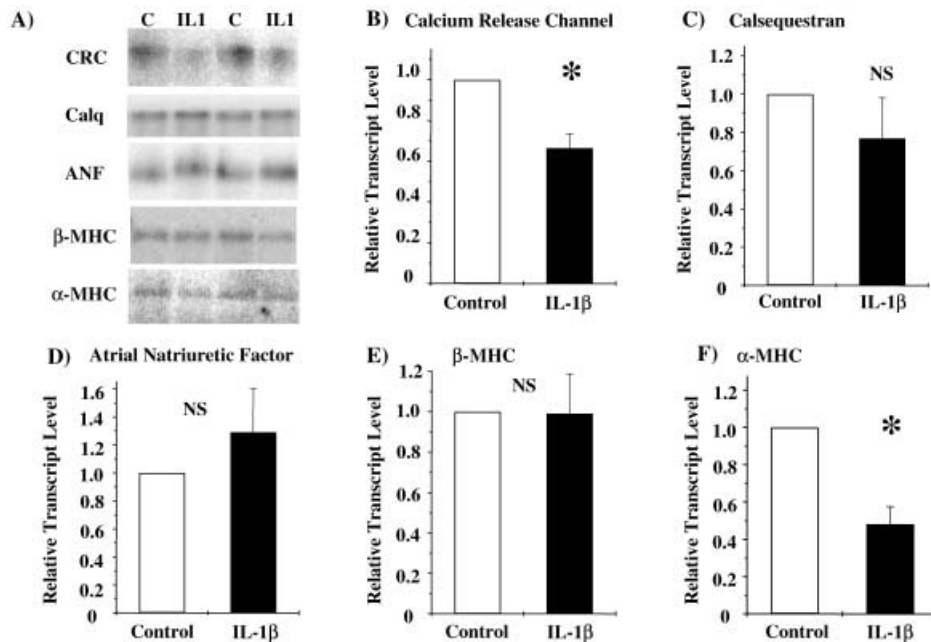 A) C IL1 C IL1
CRC
Calq
ANF
β-MHC
α-MHC
B) Calcium Release Channel
Relative Transcript Level
1.0
0.8
0.6
0.4
0.2
0
*
Control IL-1β
C) Calsequestran
Relative Transcript Level
1.2
1.0
0.8
0.6
0.4
0.2
0
NS
Control IL-1β
D) Atrial Natriuretic Factor
Relative Transcript Level
1.6
1.4
1.2
1.0
0.8
0.6
0.4
0.2
0
NS
Control IL-1β
E) β-MHC
Relative Transcript Level
1.2
1.0
0.8
0.6
0.4
0.2
0
NS
Control IL-1β
F) α-MHC
Relative Transcript Level
1.2
1.0
0.8
0.6
0.4
0.2
0
*
Control IL-1β